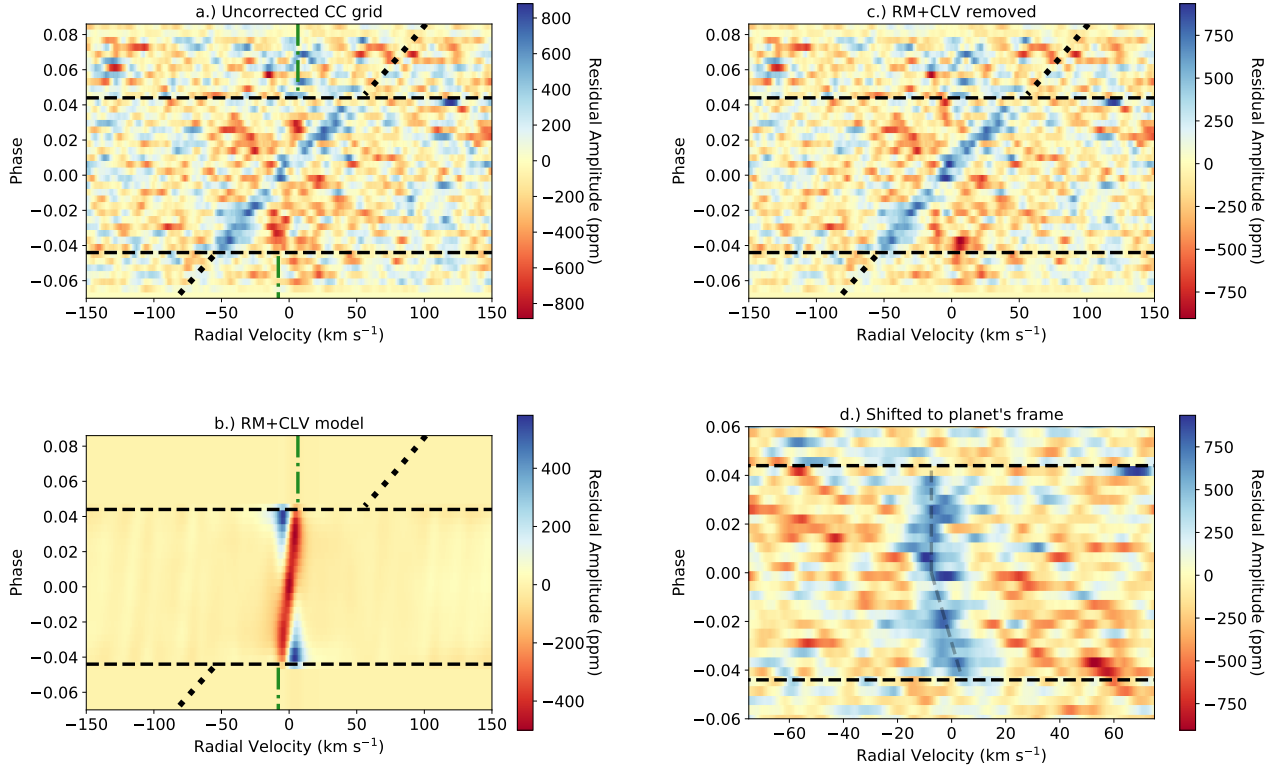 a.) Uncorrected CC grid
0.08
0.06
0.04
0.02
0.00
−0.02
−0.04
−0.06
Phase
−150 −100 −50 0 50 100 150
Radial Velocity (km s⁻¹)
800
600
400
200
0
−200
−400
−600
−800
Residual Amplitude (ppm)
c.) RM+CLV removed
0.08
0.06
0.04
0.02
0.00
−0.02
−0.04
−0.06
Phase
−150 −100 −50 0 50 100 150
Radial Velocity (km s⁻¹)
750
500
250
0
−250
−500
−750
Residual Amplitude (ppm)
b.) RM+CLV model
0.08
0.06
0.04
0.02
0.00
−0.02
−0.04
−0.06
Phase
−150 −100 −50 0 50 100 150
Radial Velocity (km s⁻¹)
400
200
0
−200
−400
Residual Amplitude (ppm)
d.) Shifted to planet's frame
0.06
0.04
0.02
0.00
−0.02
−0.04
−0.06
Phase
−60 −40 −20 0 20 40 60
Radial Velocity (km s⁻¹)
750
500
250
0
−250
−500
−750
Residual Amplitude (ppm)